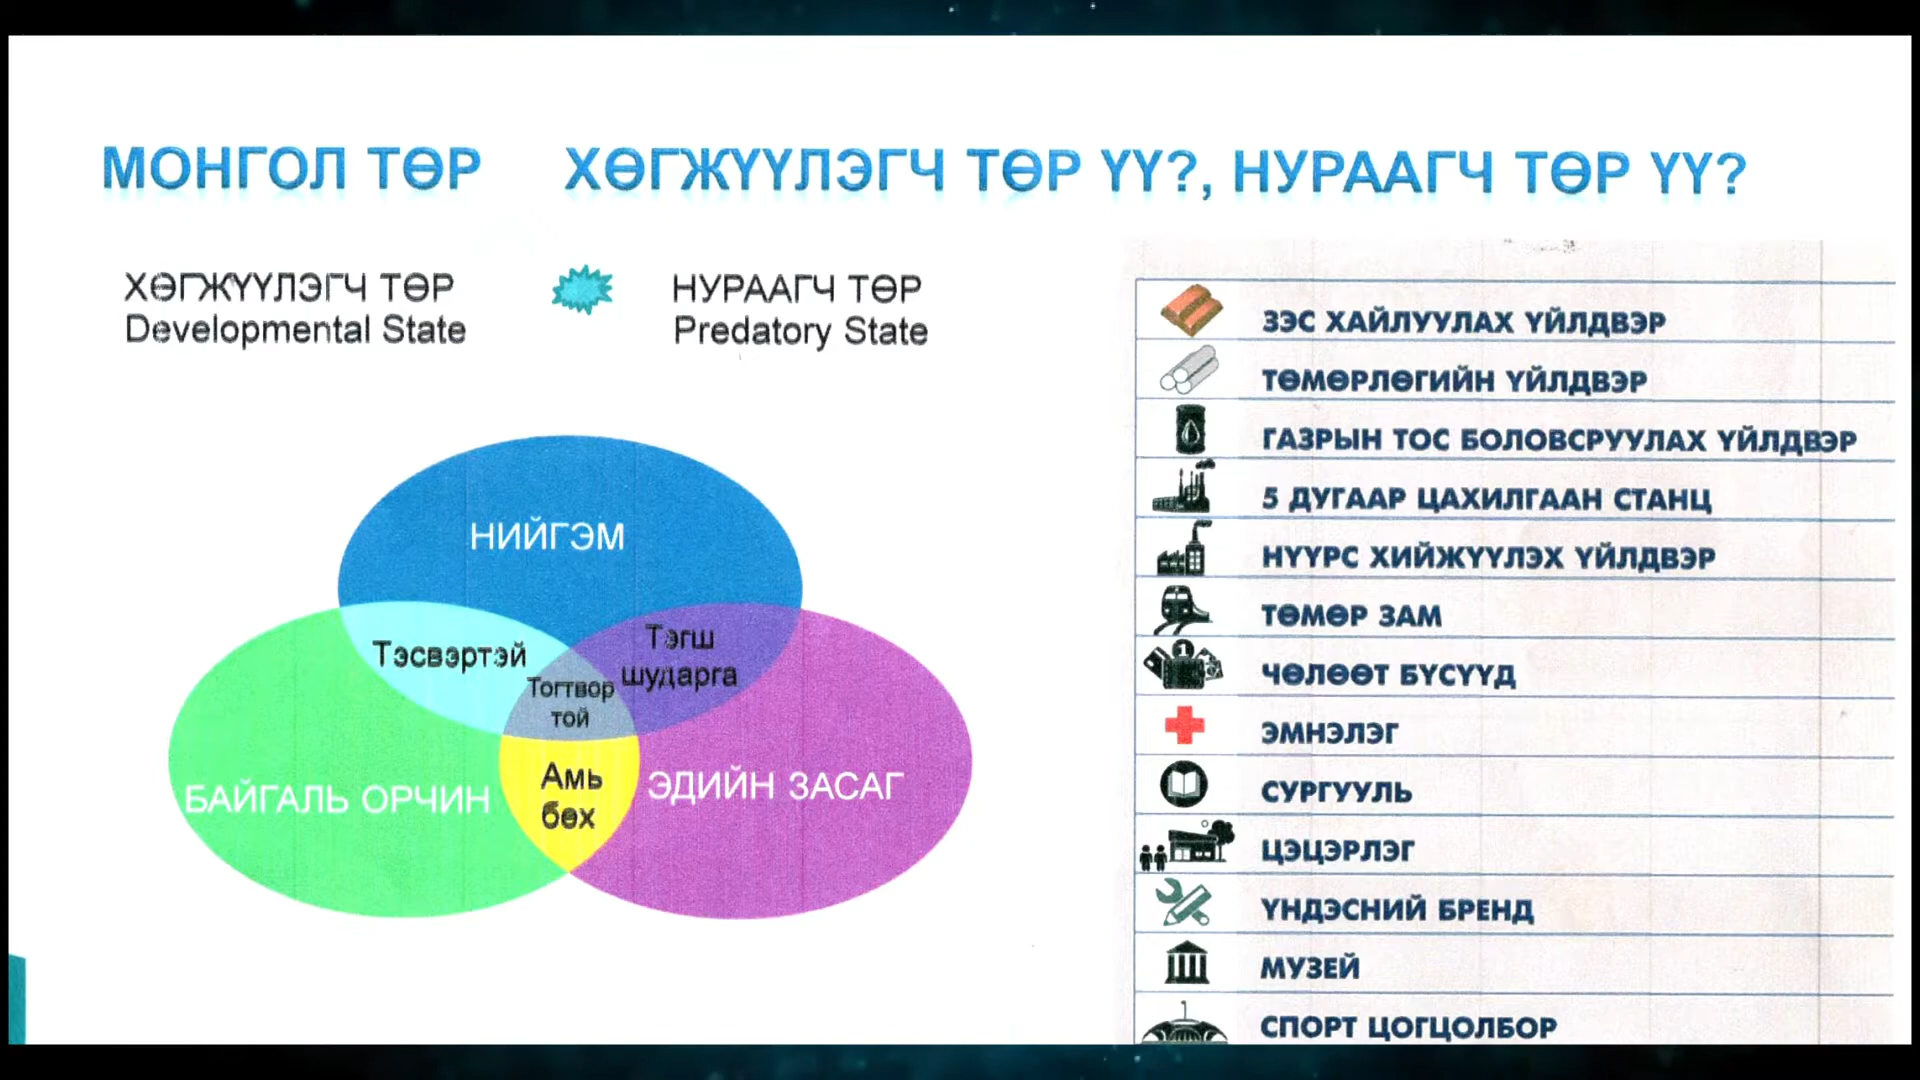 МОНГОЛ ТӨР ХӨГЖҮҮЛЭГЧ ТӨР ҮҮ?, НУРААГЧ ТӨР ҮҮ?
ХӨГЖҮҮЛЭГЧ ТӨР
Developmental State
НУРААГЧ ТӨР
Predatory State
НИЙГЭМ
Тэсвэртэй
Тэгш
шударга
Тогтвор
той
БАЙГАЛЬ ОРЧИН
Амь
бөх
ЭДИЙН ЗАСАГ
ЗЭС ХАЙЛУУЛАХ ҮЙЛДВЭР
ТӨМӨРЛӨГИЙН ҮЙЛДВЭР
ГАЗРЫН ТОС БОЛОВСРУУЛАХ ҮЙЛДВЭР
5 ДУГААР ЦАХИЛГААН СТАНЦ
НҮҮРС ХИЙЖҮҮЛЭХ ҮЙЛДВЭР
ТӨМӨР ЗАМ
ЧӨЛӨӨТ БҮСҮҮД
ЭМНЭЛЭГ
СУРГУУЛЬ
ЦЭЦЭРЛЭГ
ҮНДЭСНИЙ БРЕНД
МУЗЕЙ
СПОРТ ЦОГЦОЛБОР